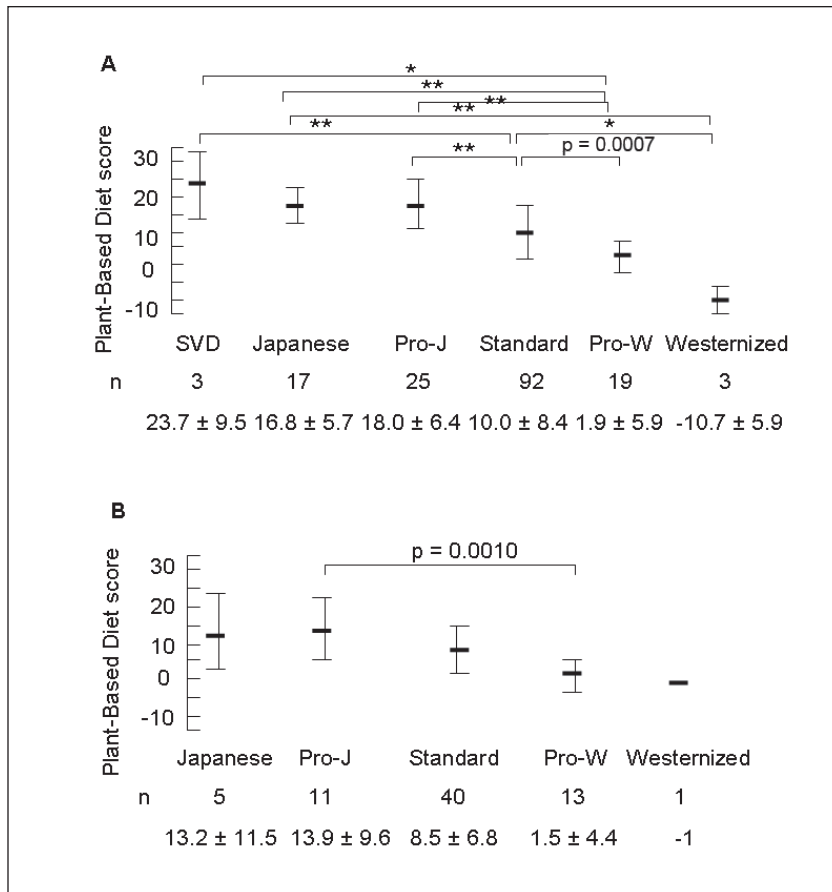 A
*
**
**
**
** *
** p = 0.0007
Plant-Based Diet score
30
20
10
0
-10
SVD Japanese Pro-J Standard Pro-W Westernized
n 3 17 25 92 19 3
23.7 ± 9.5 16.8 ± 5.7 18.0 ± 6.4 10.0 ± 8.4 1.9 ± 5.9 -10.7 ± 5.9
B
p = 0.0010
Plant-Based Diet score
30
20
10
0
-10
Japanese Pro-J Standard Pro-W Westernized
n 5 11 40 13 1
13.2 ± 11.5 13.9 ± 9.6 8.5 ± 6.8 1.5 ± 4.4 -1